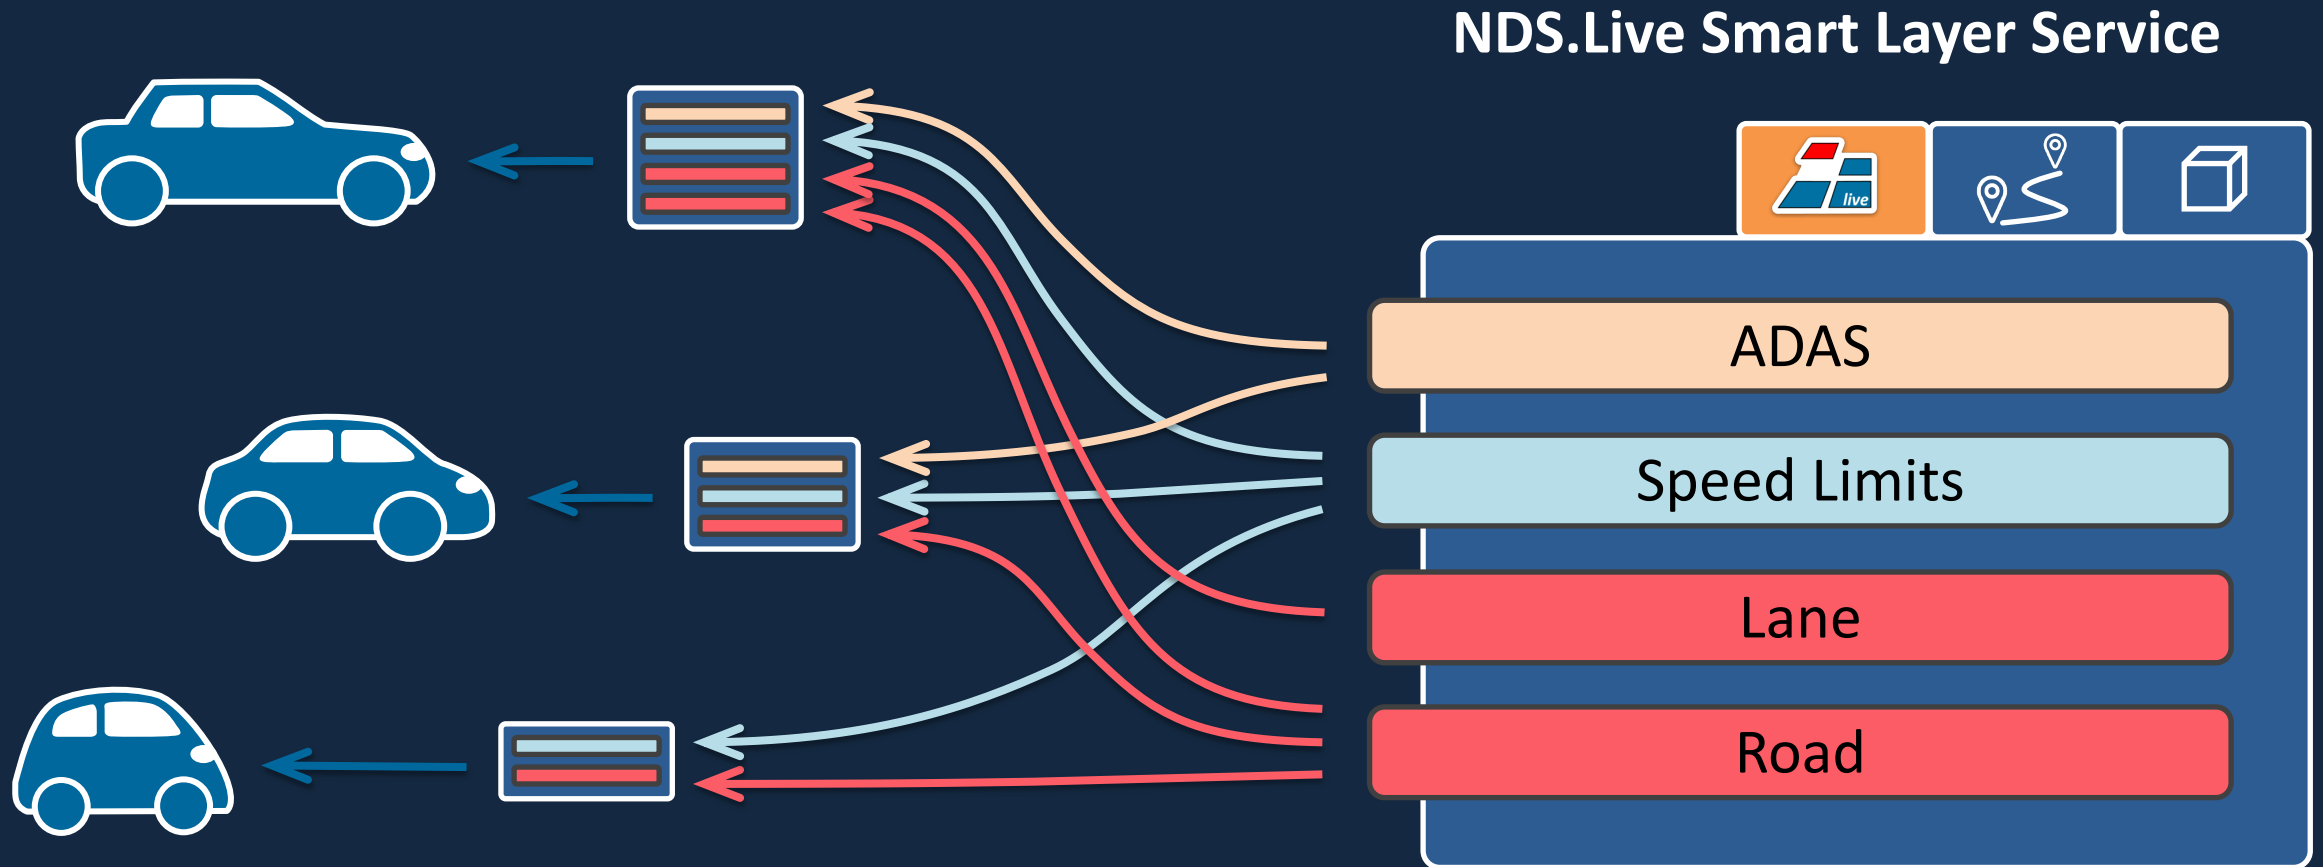 NDS.Live Smart Layer Service
live
ADAS
Speed Limits
Lane
Road